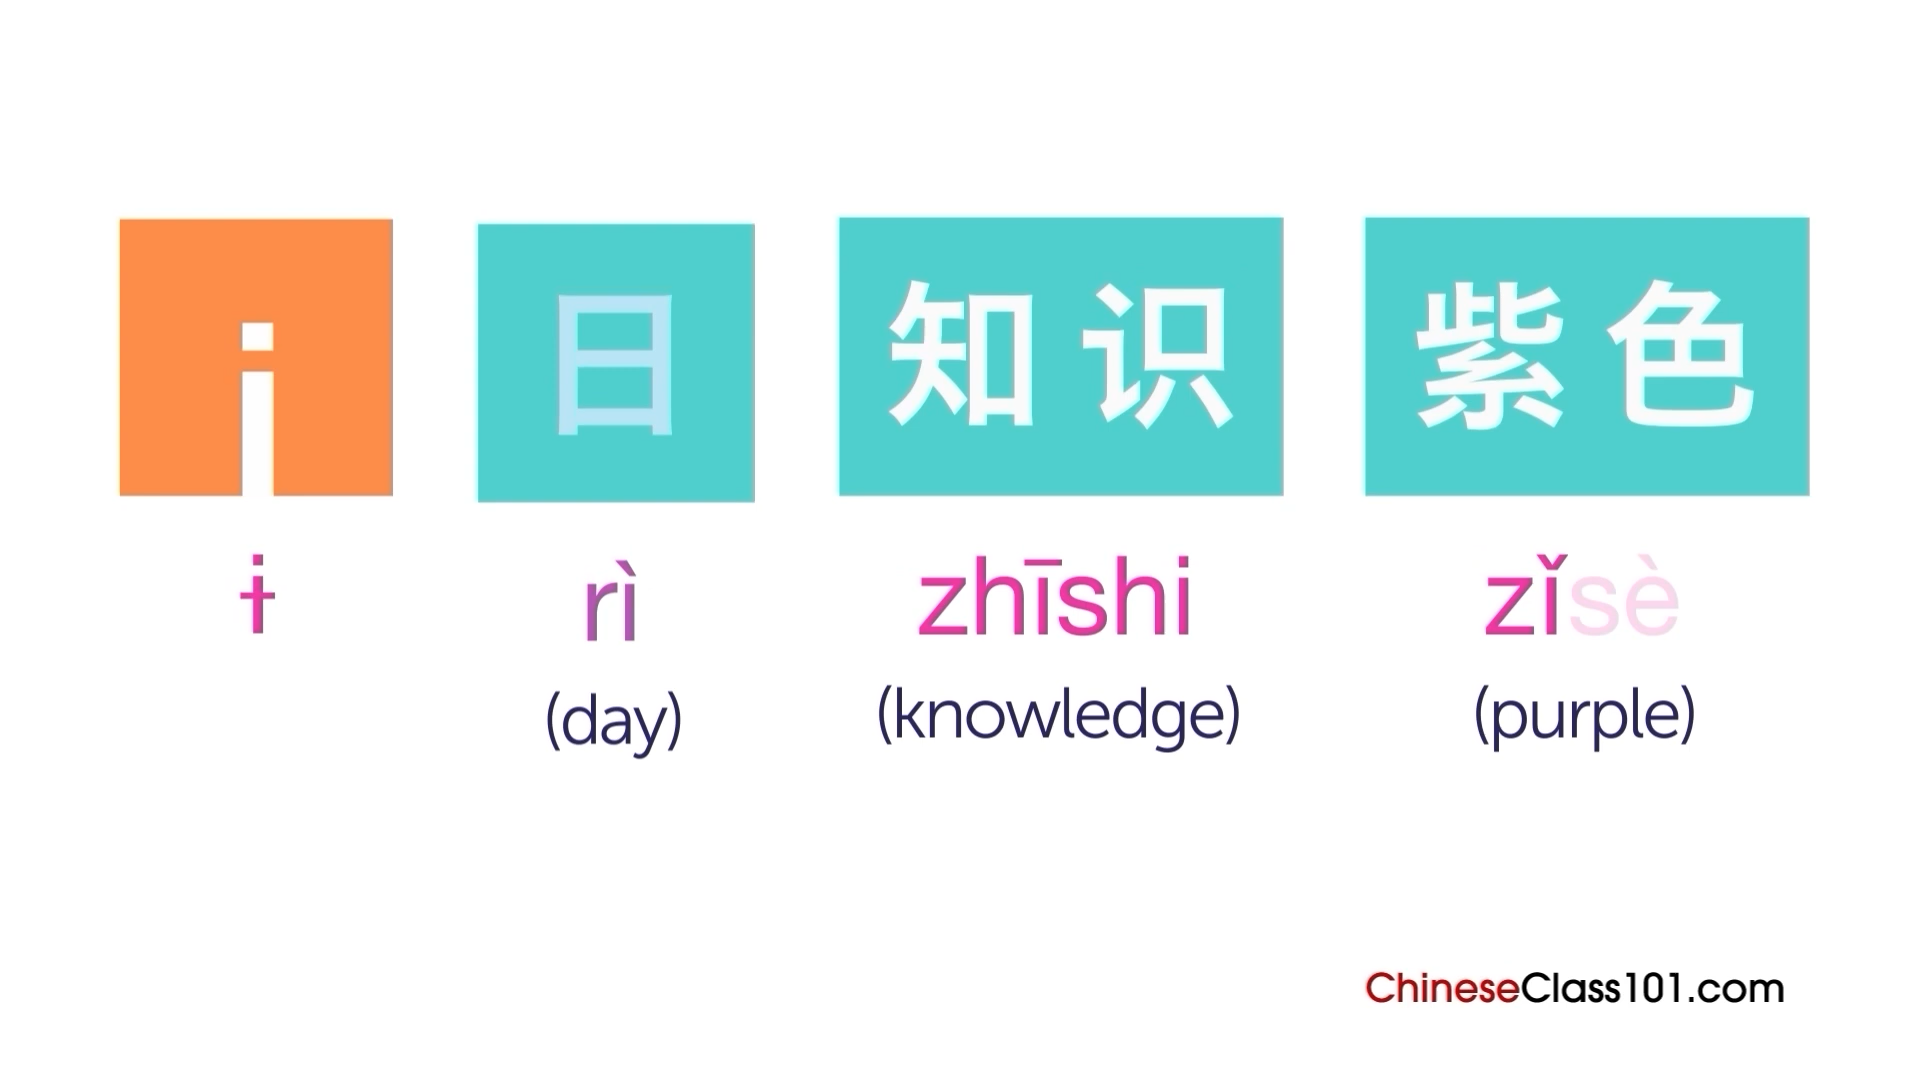 i 日 知识 紫色
ɨ rì zhīshi zǐsè
(day) (knowledge) (purple)
ChineseClass101.com